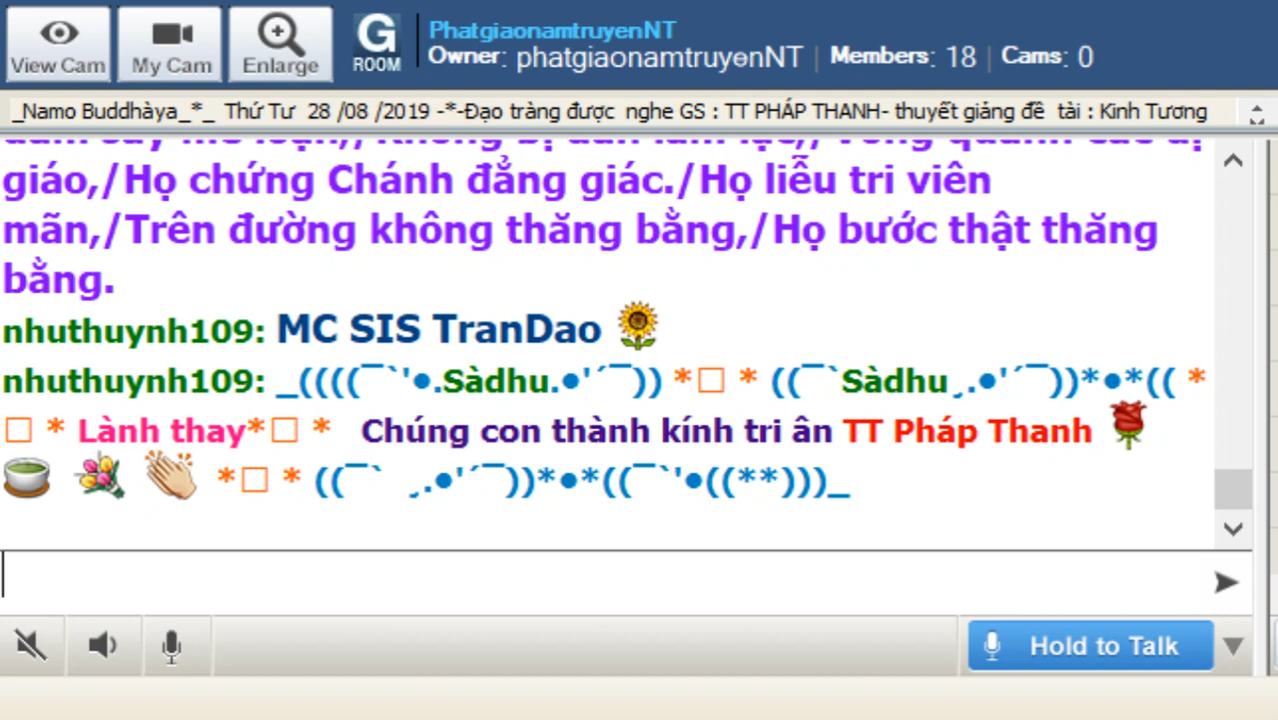 View Cam
My Cam
Enlarge
G
ROOM
PhatgiaonamtruyenNT
Owner: phatgiaonamtruyenNT | Members: 18 | Cams: 0
_Namo Buddhàya_*_ Thứ Tư 28 /08 /2019 -*-Đạo tràng được nghe GS : TT PHÁP THANH- thuyết giảng đề tài : Kinh Tương
giáo,/Họ chứng Chánh đẳng giác./Họ liễu tri viên
mãn,/Trên đường không thăng bằng,/Họ bước thật thăng
bằng.
nhuthuynh109: MC SIS TranDao
nhuthuynh109: _((((¯`'●.Sàdhu.●'´¯)) *□ * ((¯`Sàdhu¸.●'´¯))*●*(( *
□ * Lành thay*□ * Chúng con thành kính tri ân TT Pháp Thanh
*□ * ((¯` ¸.●'´¯))*●*((¯`'●((**)))_
Hold to Talk